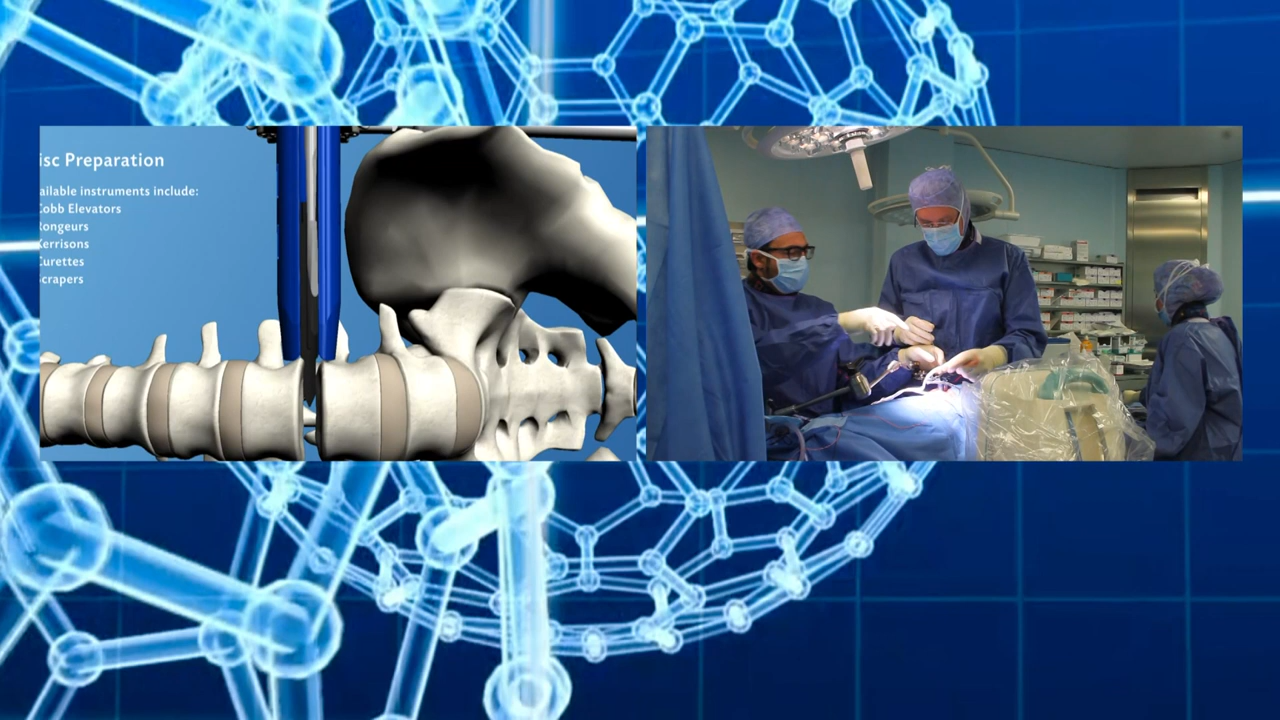 isc Preparation
ailable instruments include:
Cobb Elevators
Rongeurs
Kerrisons
Curettes
Scrapers